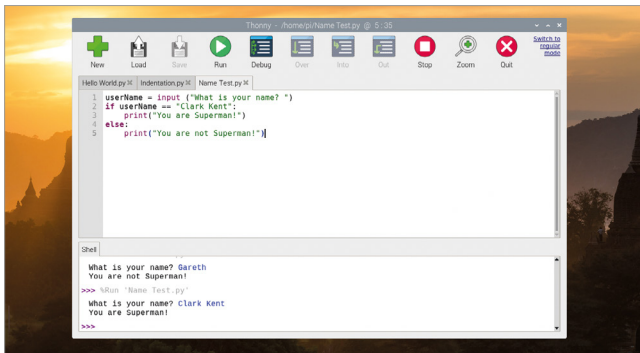 Thonny - /home/pi/Name Test.py @ 5:35
New Load Save Run Debug Over Into Out Stop Zoom Quit
Switch to
regular
mode
Hello World.py Indentation.py Name Test.py
1 userName = input ("What is your name? ")
2 if userName == "Clark Kent":
3 print("You are Superman!")
4 else:
5 print("You are not Superman!")
Shell
What is your name? Gareth
You are not Superman!
>>> %Run 'Name Test.py'
What is your name? Clark Kent
You are Superman!
>>>